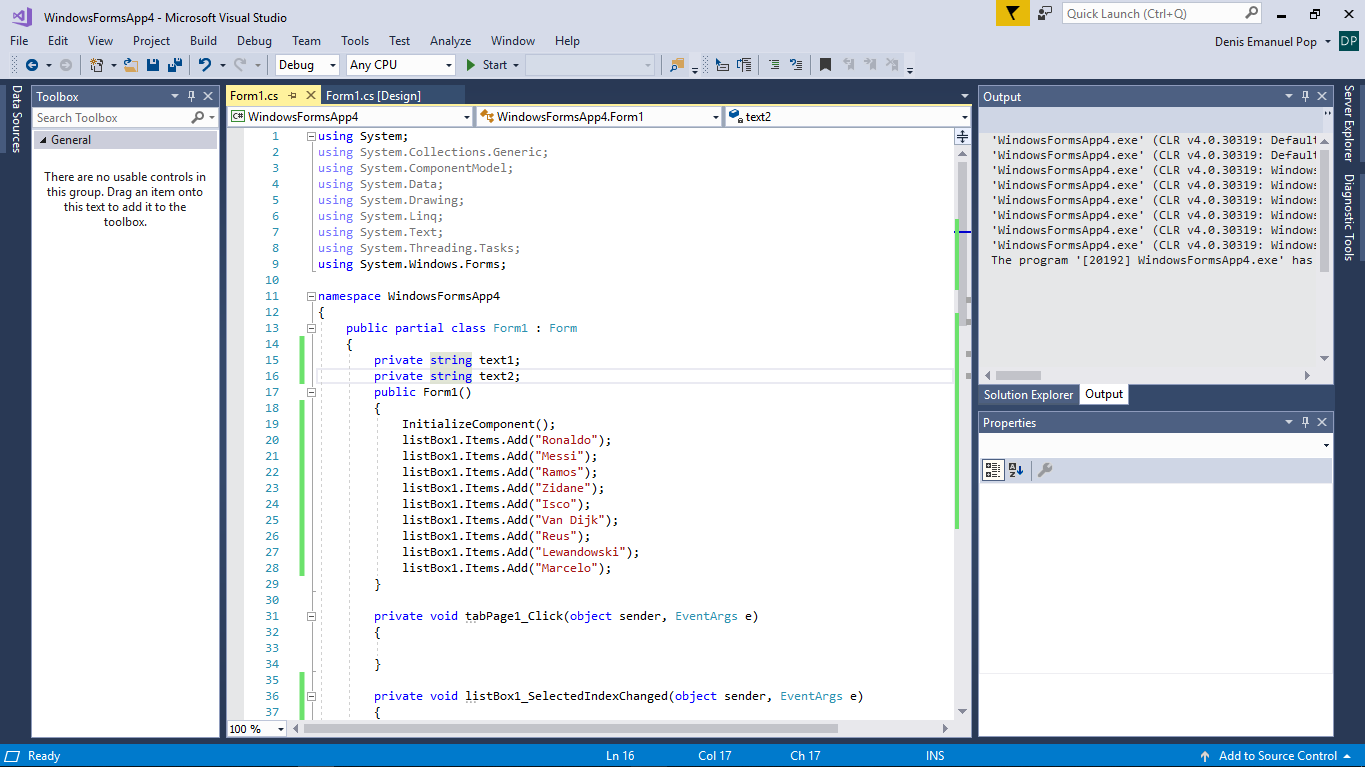 WindowsFormsApp4 - Microsoft Visual Studio
Quick Launch (Ctrl+Q)
File Edit View Project Build Debug Team Tools Test Analyze Window Help
Denis Emanuel Pop DP
Debug Any CPU Start
Data Sources
Toolbox
Search Toolbox
General
There are no usable controls in
this group. Drag an item onto
this text to add it to the
toolbox.
Form1.cs Form1.cs [Design]
C# WindowsFormsApp4 WindowsFormsApp4.Form1 text2
1 using System;
2 using System.Collections.Generic;
3 using System.ComponentModel;
4 using System.Data;
5 using System.Drawing;
6 using System.Linq;
7 using System.Text;
8 using System.Threading.Tasks;
9 using System.Windows.Forms;
10
11 namespace WindowsFormsApp4
12 {
13 public partial class Form1 : Form
14 {
15 private string text1;
16 private string text2;
17 public Form1()
18 {
19 InitializeComponent();
20 listBox1.Items.Add("Ronaldo");
21 listBox1.Items.Add("Messi");
22 listBox1.Items.Add("Ramos");
23 listBox1.Items.Add("Zidane");
24 listBox1.Items.Add("Isco");
25 listBox1.Items.Add("Van Dijk");
26 listBox1.Items.Add("Reus");
27 listBox1.Items.Add("Lewandowski");
28 listBox1.Items.Add("Marcelo");
29 }
30
31 private void tabPage1_Click(object sender, EventArgs e)
32 {
33
34 }
35
36 private void listBox1_SelectedIndexChanged(object sender, EventArgs e)
37 {
100 %
Output
'WindowsFormsApp4.exe' (CLR v4.0.30319: Default
'WindowsFormsApp4.exe' (CLR v4.0.30319: Default
'WindowsFormsApp4.exe' (CLR v4.0.30319: Windows
'WindowsFormsApp4.exe' (CLR v4.0.30319: Windows
'WindowsFormsApp4.exe' (CLR v4.0.30319: Windows
'WindowsFormsApp4.exe' (CLR v4.0.30319: Windows
'WindowsFormsApp4.exe' (CLR v4.0.30319: Windows
'WindowsFormsApp4.exe' (CLR v4.0.30319: Windows
The program '[20192] WindowsFormsApp4.exe' has
Solution Explorer Output
Properties
Server Explorer
Diagnostic Tools
Ready Ln 16 Col 17 Ch 17 INS Add to Source Control